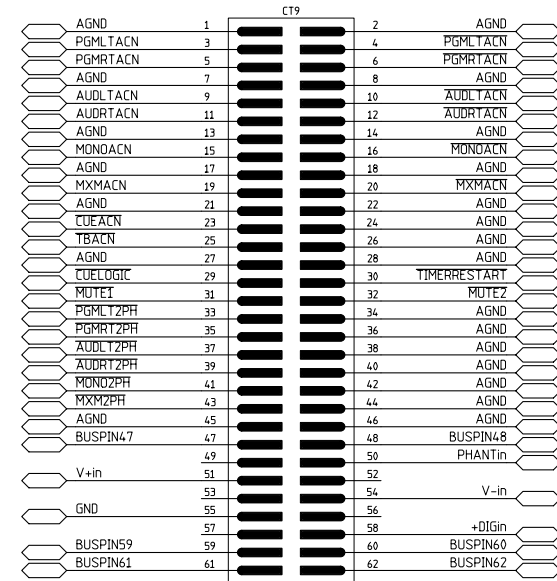 CT9
AGND 1 2 AGND
PGMLTACN 3 4 PGMLTACN
PGMRTACN 5 6 PGMRTACN
AGND 7 8 AGND
AUDLTACN 9 10 AUDLTACN
AUDRTACN 11 12 AUDRTACN
AGND 13 14 AGND
MONOACN 15 16 MONOACN
AGND 17 18 AGND
MXMACN 19 20 MXMACN
AGND 21 22 AGND
CUEACN 23 24 AGND
TBACN 25 26 AGND
AGND 27 28 AGND
CUELOGIC 29 30 TIMERRESTART
MUTE1 31 32 MUTE2
PGMLT2PH 33 34 AGND
PGMRT2PH 35 36 AGND
AUDLT2PH 37 38 AGND
AUDRT2PH 39 40 AGND
MONO2PH 41 42 AGND
MXM2PH 43 44 AGND
AGND 45 46 AGND
BUSPIN47 47 48 BUSPIN48
49 50 PHANTin
V+in 51 52
53 54 V-in
GND 55 56
57 58 +DIGin
BUSPIN59 59 60 BUSPIN60
BUSPIN61 61 62 BUSPIN62